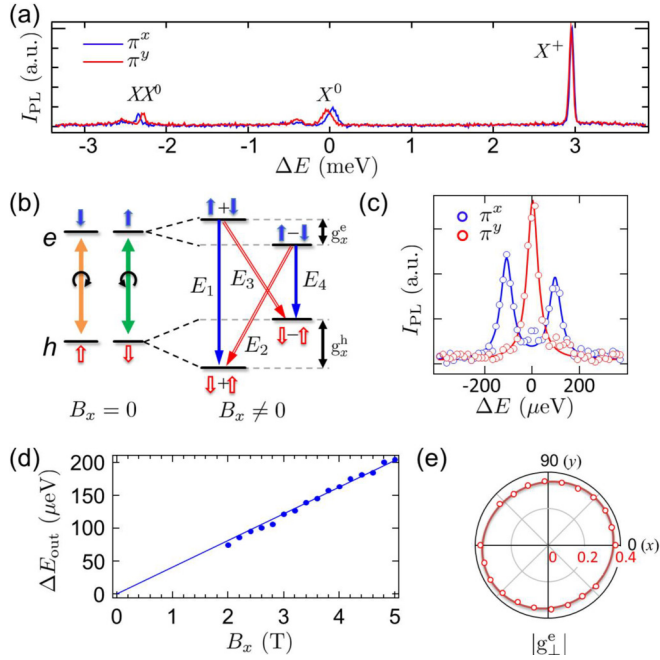 (a)
I_PL (a.u.)
π^x
π^y
XX^0
X^0
X^+
-3 -2 -1 0 1 2 3
ΔE (meV)
(b)
e
h
⬆+⬇
⬆−⬇
g_x^e
E_1
E_3
E_4
E_2
⇩−⇧
g_x^h
⇩+⇧
B_x = 0
B_x ≠ 0
(c)
I_PL (a.u.)
π^x
π^y
-200 0 200
ΔE (μeV)
(d)
ΔE_out (μeV)
200
150
100
50
0
0 1 2 3 4 5
B_x (T)
(e)
90 (y)
0 (x)
0 0.2 0.4
|g_⊥^e|